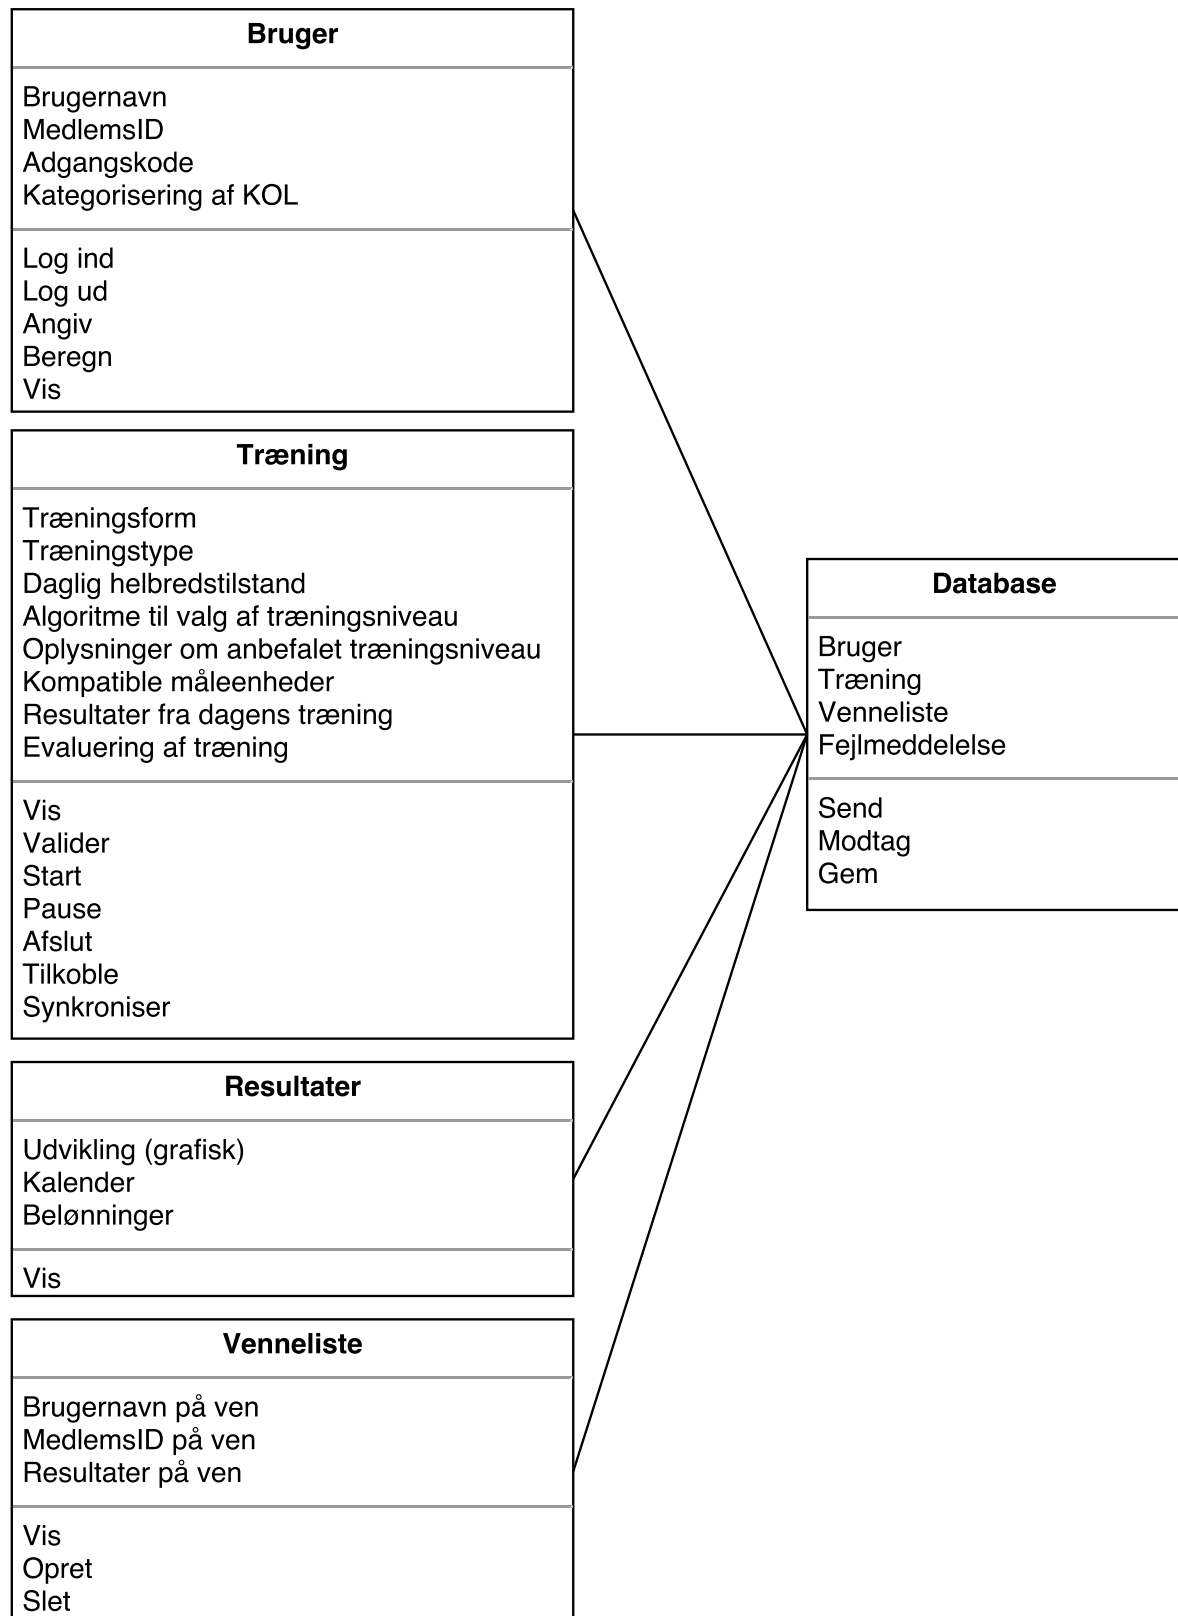 Bruger
Brugernavn
MedlemsID
Adgangskode
Kategorisering af KOL
Log ind
Log ud
Angiv
Beregn
Vis
Træning
Træningsform
Træningstype
Daglig helbredstilstand
Algoritme til valg af træningsniveau
Oplysninger om anbefalet træningsniveau
Kompatible måleenheder
Resultater fra dagens træning
Evaluering af træning
Vis
Valider
Start
Pause
Afslut
Tilkoble
Synkroniser
Resultater
Udvikling (grafisk)
Kalender
Belønninger
Vis
Venneliste
Brugernavn på ven
MedlemsID på ven
Resultater på ven
Vis
Opret
Slet
Database
Bruger
Træning
Venneliste
Fejlmeddelelse
Send
Modtag
Gem